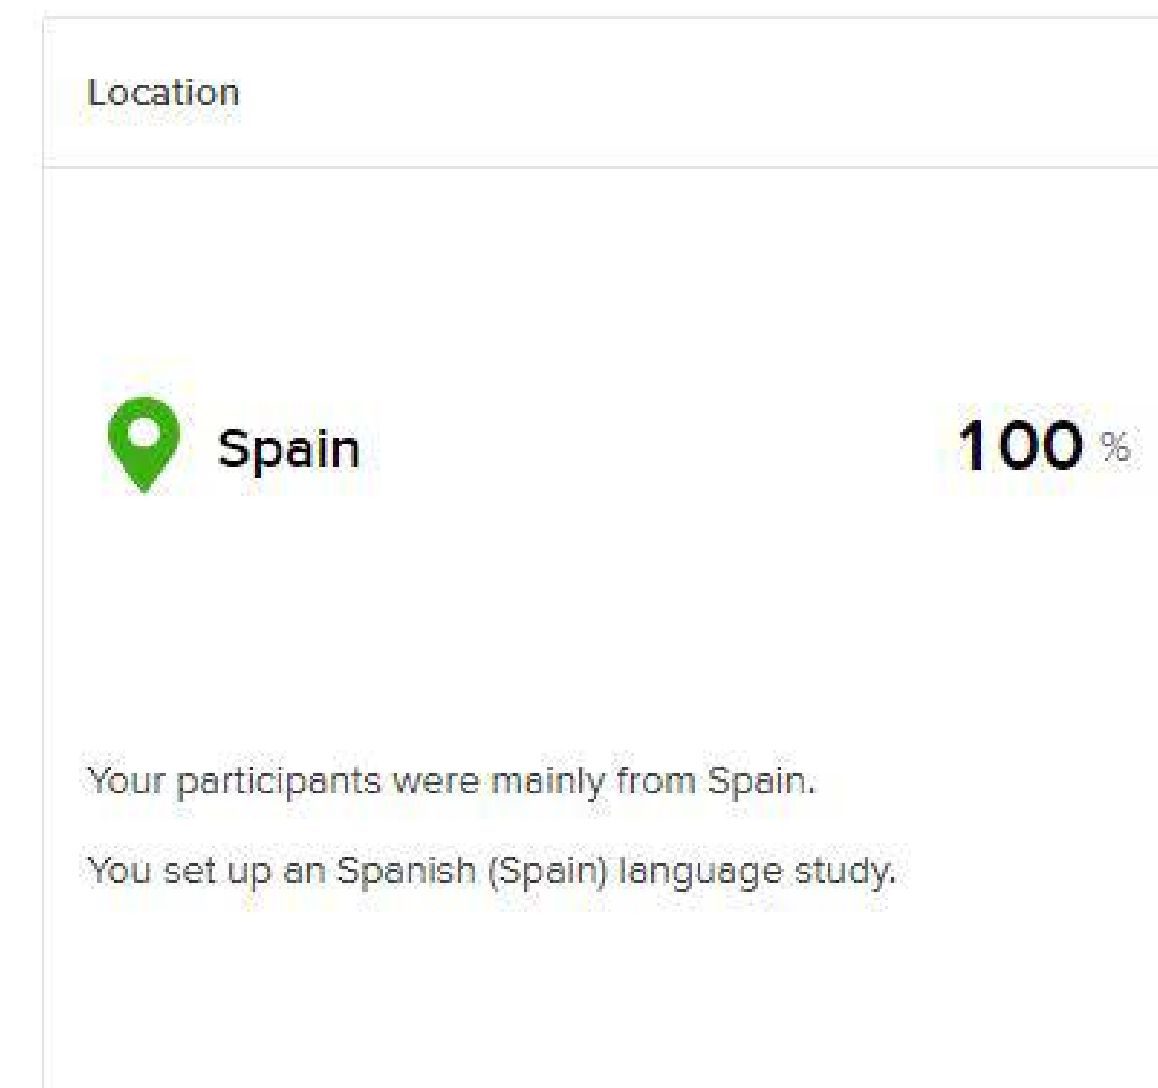 Location
Spain 100 %
Your participants were mainly from Spain.
You set up an Spanish (Spain) language study.